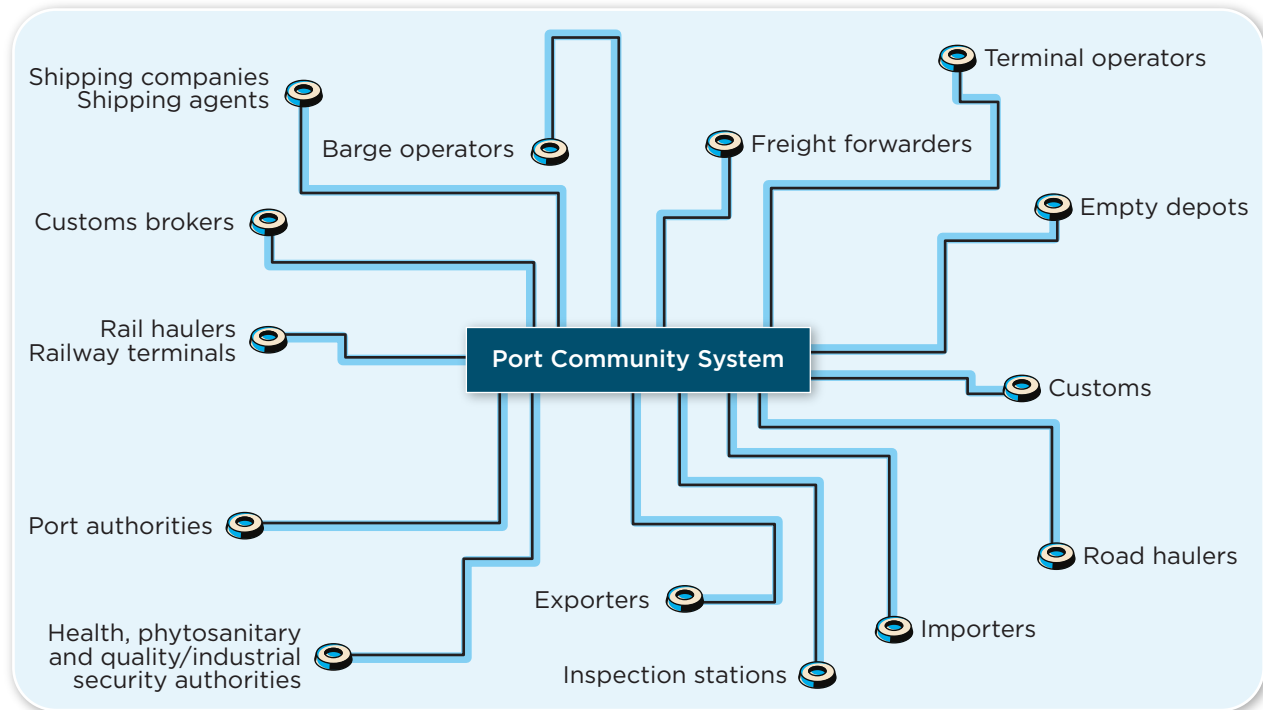 Shipping companies
Shipping agents
Barge operators
Terminal operators
Freight forwarders
Customs brokers
Empty depots
Rail haulers
Railway terminals
Port Community System
Customs
Port authorities
Road haulers
Exporters
Importers
Health, phytosanitary
and quality/industrial
security authorities
Inspection stations